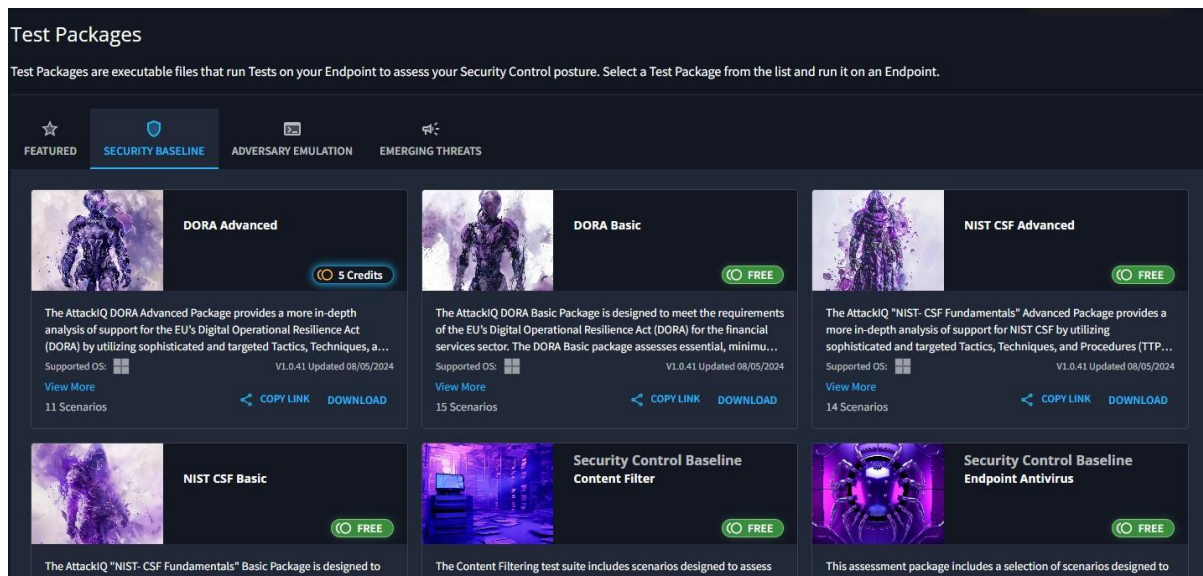 Test Packages
Test Packages are executable files that run Tests on your Endpoint to assess your Security Control posture. Select a Test Package from the list and run it on an Endpoint.
FEATURED
SECURITY BASELINE
ADVERSARY EMULATION
EMERGING THREATS
DORA Advanced
5 Credits
The AttackIQ DORA Advanced Package provides a more in-depth
analysis of support for the EU's Digital Operational Resilience Act
(DORA) by utilizing sophisticated and targeted Tactics, Techniques, a...
Supported OS:
V1.0.41 Updated 08/05/2024
View More
11 Scenarios
COPY LINK
DOWNLOAD
DORA Basic
FREE
The AttackIQ DORA Basic Package is designed to meet the requirements
of the EU's Digital Operational Resilience Act (DORA) for the financial
services sector. The DORA Basic package assesses essential, minimu...
Supported OS:
V1.0.41 Updated 08/05/2024
View More
15 Scenarios
COPY LINK
DOWNLOAD
NIST CSF Advanced
FREE
The AttackIQ "NIST- CSF Fundamentals" Advanced Package provides a
more in-depth analysis of support for NIST CSF by utilizing
sophisticated and targeted Tactics, Techniques, and Procedures (TTP...
Supported OS:
V1.0.41 Updated 08/05/2024
View More
14 Scenarios
COPY LINK
DOWNLOAD
NIST CSF Basic
FREE
The AttackIQ "NIST- CSF Fundamentals" Basic Package is designed to
Security Control Baseline
Content Filter
FREE
The Content Filtering test suite includes scenarios designed to assess
Security Control Baseline
Endpoint Antivirus
FREE
This assessment package includes a selection of scenarios designed to